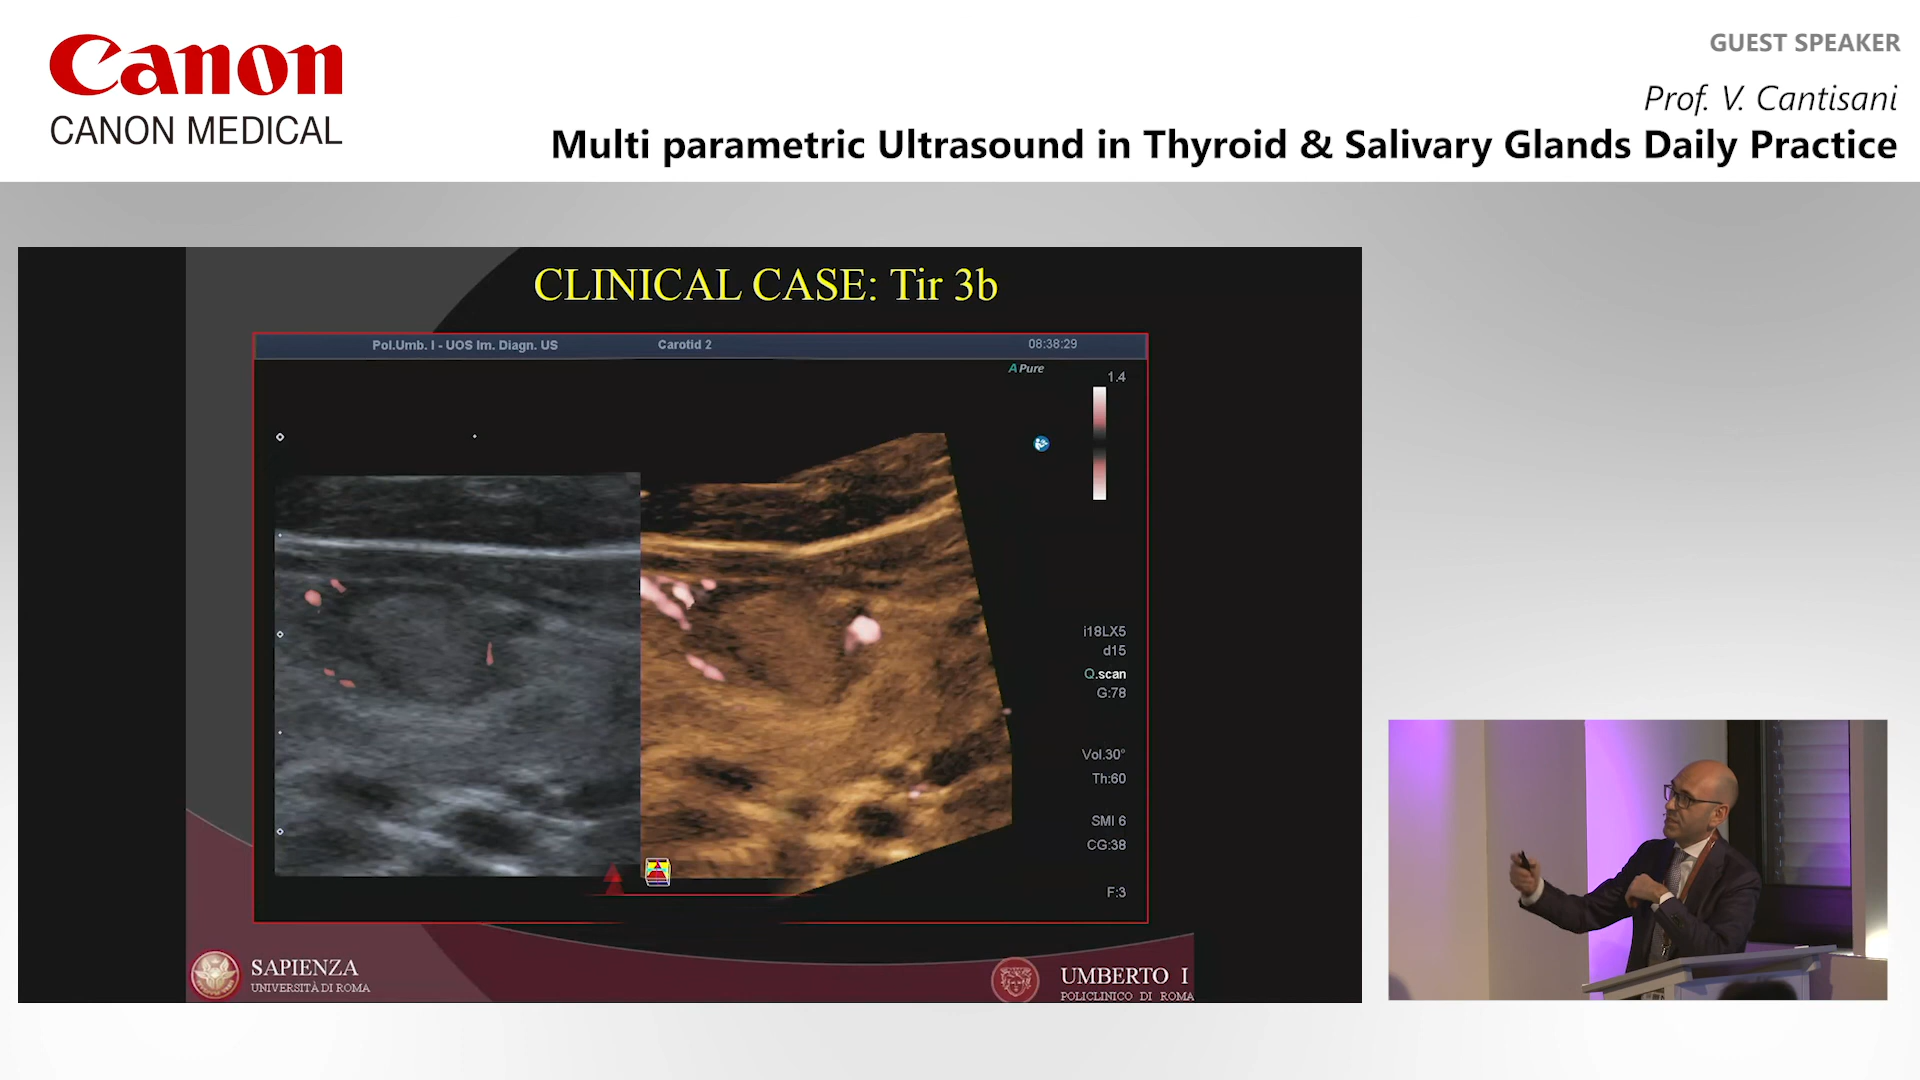 Canon
CANON MEDICAL
GUEST SPEAKER
Prof. V. Cantisani
Multi parametric Ultrasound in Thyroid & Salivary Glands Daily Practice
CLINICAL CASE: Tir 3b
Pol.Umb. I - UOS Im. Diagn. US
Carotid 2
08:38:29
APure
1.4
i18LX5
d15
Q.scan
G:78
Vol.30°
Th:60
SMI 6
CG:38
F:3
SAPIENZA
UNIVERSITÀ DI ROMA
UMBERTO I
POLICLINICO DI ROMA